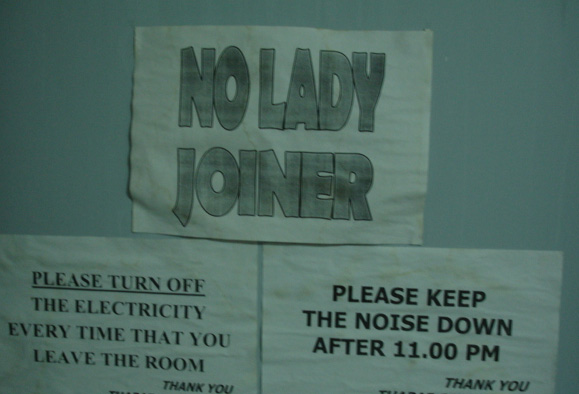 NO LADY
JOINER
PLEASE TURN OFF
THE ELECTRICITY
EVERY TIME THAT YOU
LEAVE THE ROOM
THANK YOU
PLEASE KEEP
THE NOISE DOWN
AFTER 11.00 PM
THANK YOU